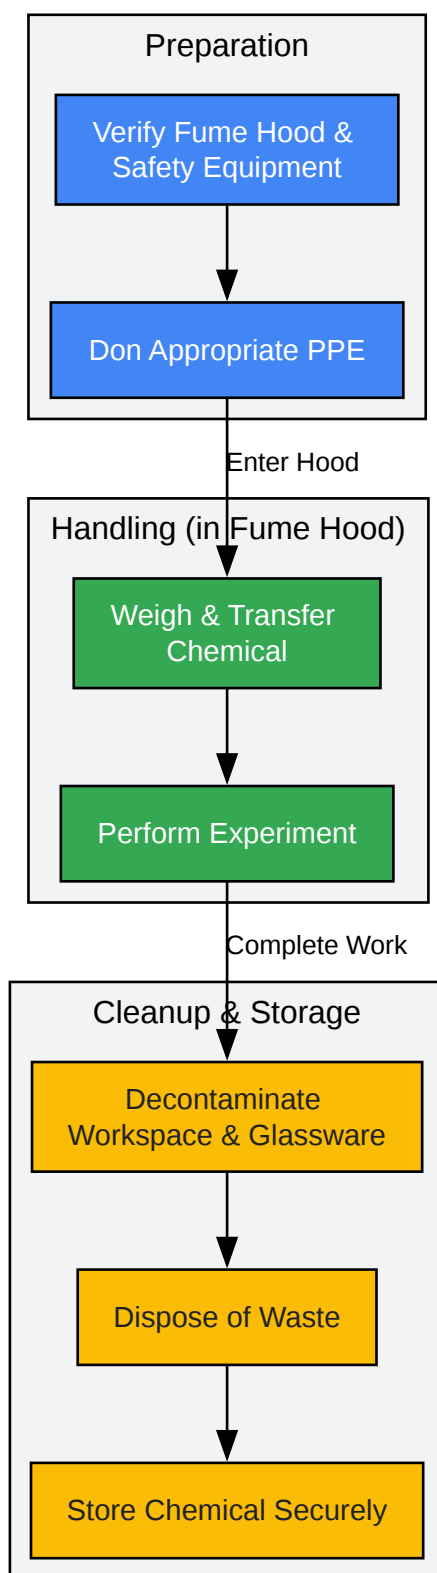 Preparation
Verify Fume Hood &
Safety Equipment
Don Appropriate PPE
Enter Hood
Handling (in Fume Hood)
Weigh & Transfer
Chemical
Perform Experiment
Complete Work
Cleanup & Storage
Decontaminate
Workspace & Glassware
Dispose of Waste
Store Chemical Securely